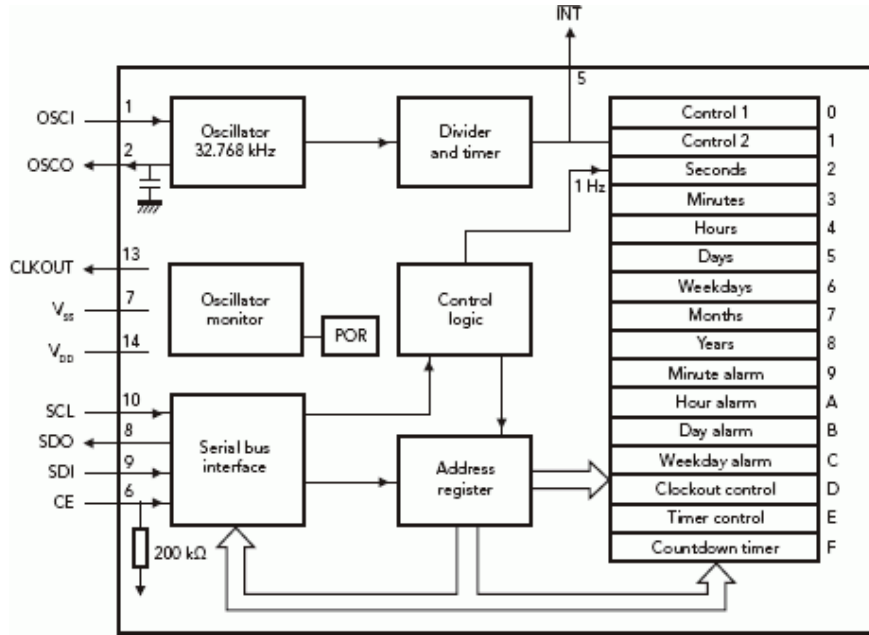 INT
5
OSCI
1
Oscillator
32.768 kHz
Divider
and timer
OSCO
2
1 Hz
Control 1 0
Control 2 1
Seconds 2
Minutes 3
Hours 4
Days 5
Weekdays 6
Months 7
Years 8
Minute alarm 9
Hour alarm A
Day alarm B
Weekday alarm C
Clockout control D
Timer control E
Countdown timer F
CLKOUT
13
VSS
7
VDD
14
Oscillator
monitor
POR
Control
logic
SCL
10
SDO
8
SDI
9
CE
6
Serial bus
interface
Address
register
200 kΩ